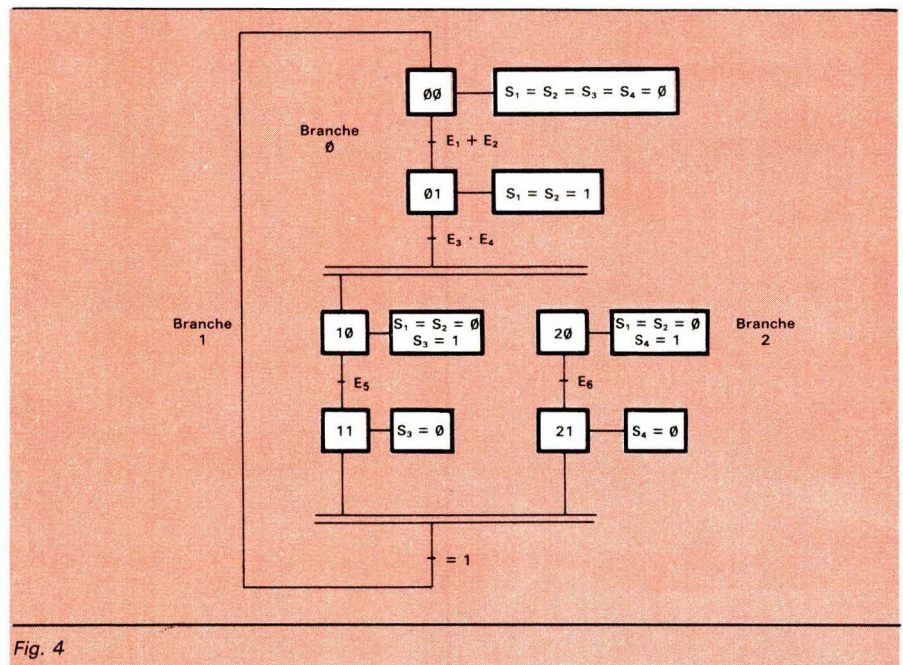 ØØ
S₁ = S₂ = S₃ = S₄ = Ø
Branche
Ø
E₁ + E₂
Ø1
S₁ = S₂ = 1
E₃ · E₄
Branche
1
1Ø
S₁ = S₂ = Ø
S₃ = 1
2Ø
S₁ = S₂ = Ø
S₄ = 1
Branche
2
E₅
E₆
11
S₃ = Ø
21
S₄ = Ø
= 1
Fig. 4